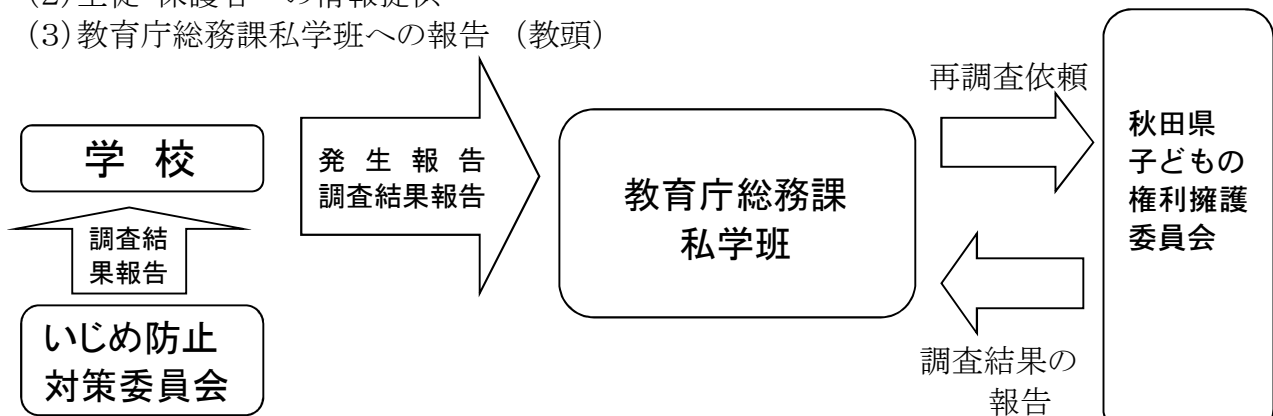 (3)教育庁総務課私学班への報告 (教頭)
再調査依頼
学 校
発 生 報 告
調査結果報告
教育庁総務課
私学班
秋田県
子どもの
権利擁護
委員会
調査結
果報告
いじめ防止
対策委員会
調査結果の
報告